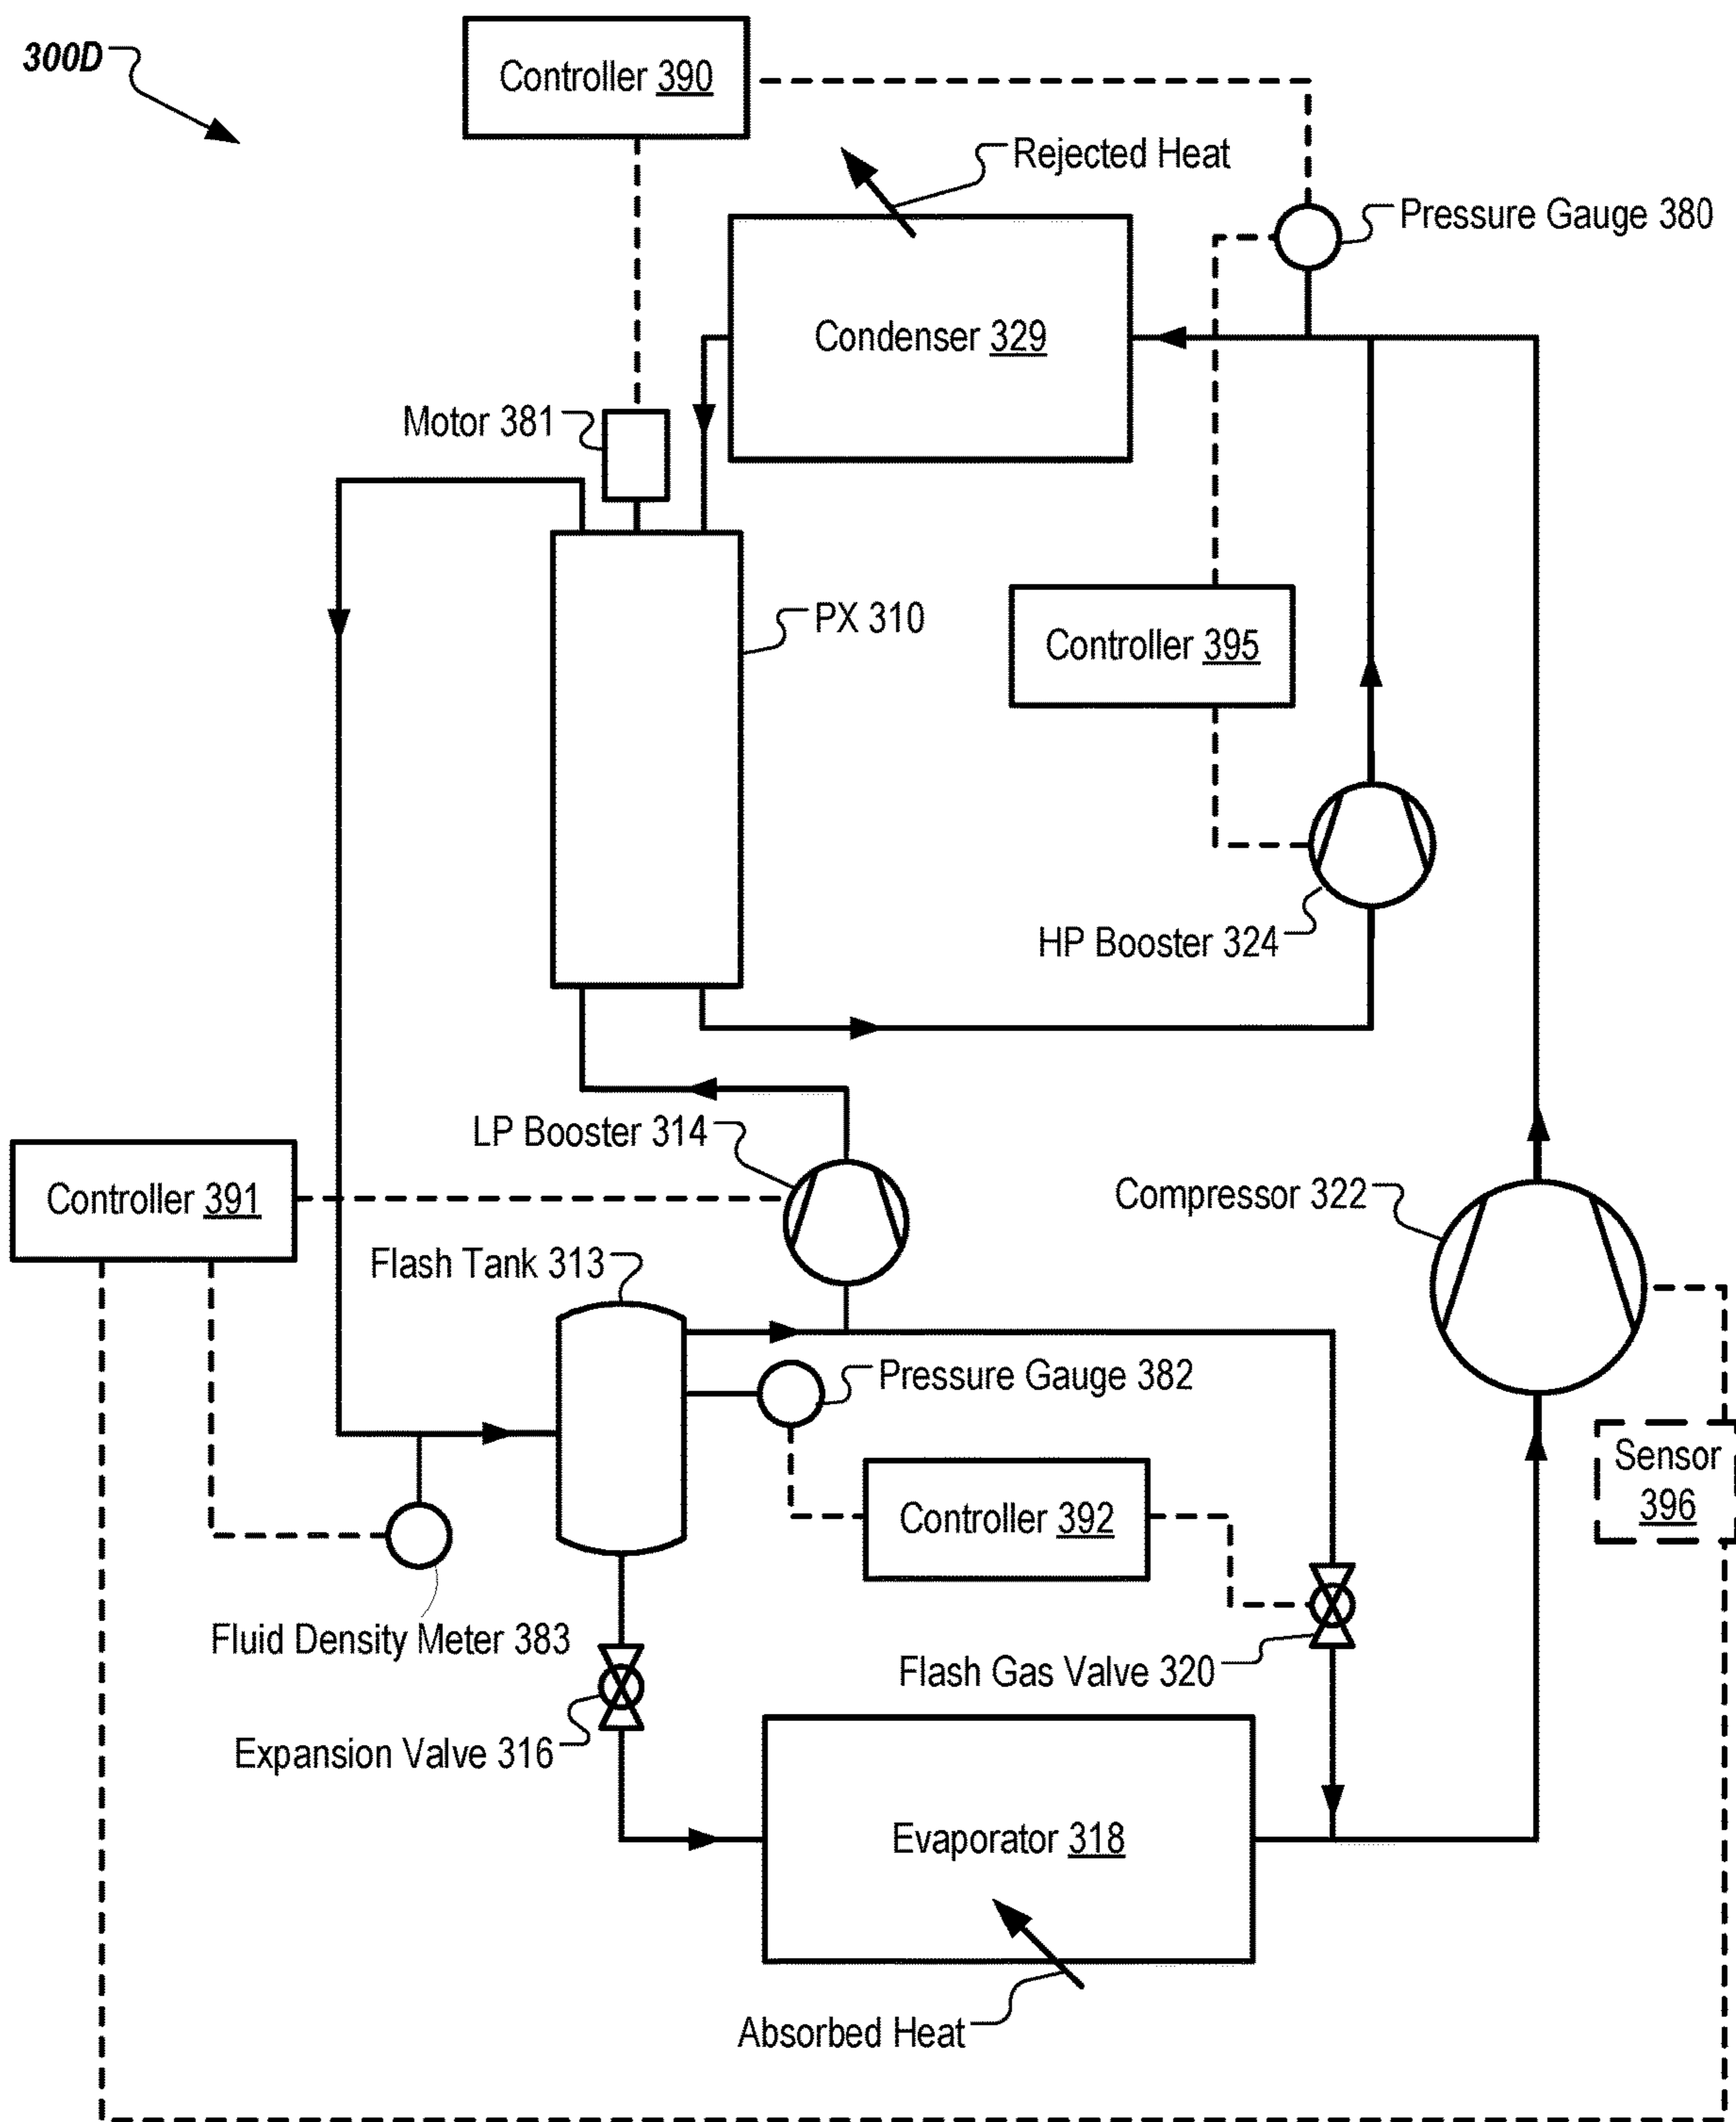 300D
Controller 390
Rejected Heat
Pressure Gauge 380
Condenser 329
Motor 381
PX 310
Controller 395
HP Booster 324
LP Booster 314
Controller 391
Compressor 322
Flash Tank 313
Pressure Gauge 382
Sensor
396
Controller 392
Fluid Density Meter 383
Flash Gas Valve 320
Expansion Valve 316
Evaporator 318
Absorbed Heat